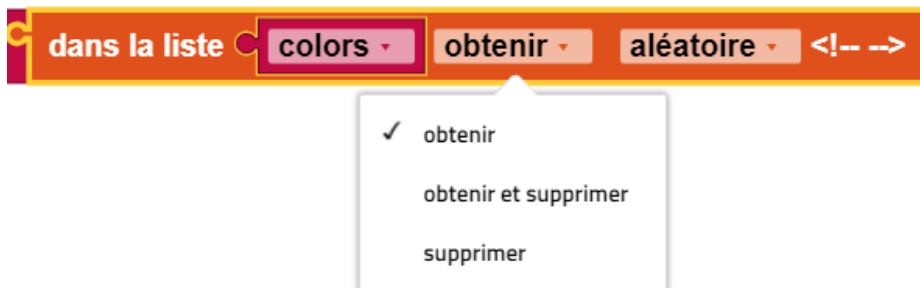 dans la liste colors obtenir aléatoire <!-- -->
✓ obtenir
obtenir et supprimer
supprimer